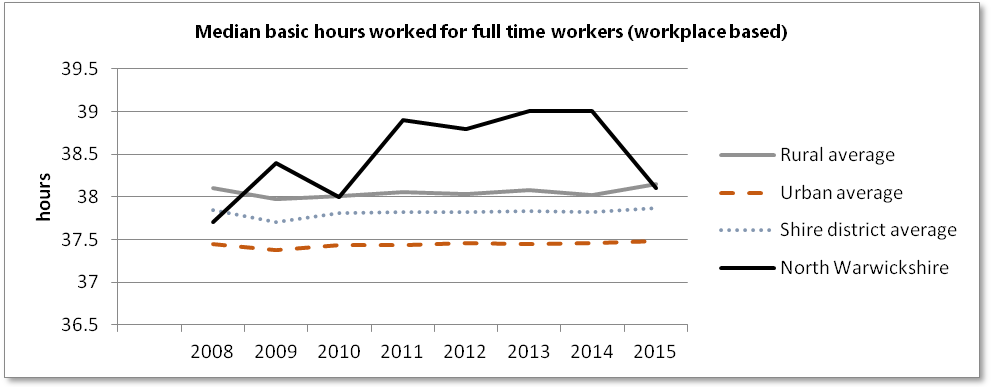 Median basic hours worked for full time workers (workplace based)
hours
39.5
39
38.5
38
37.5
37
36.5
2008 2009 2010 2011 2012 2013 2014 2015
Rural average
Urban average
Shire district average
North Warwickshire